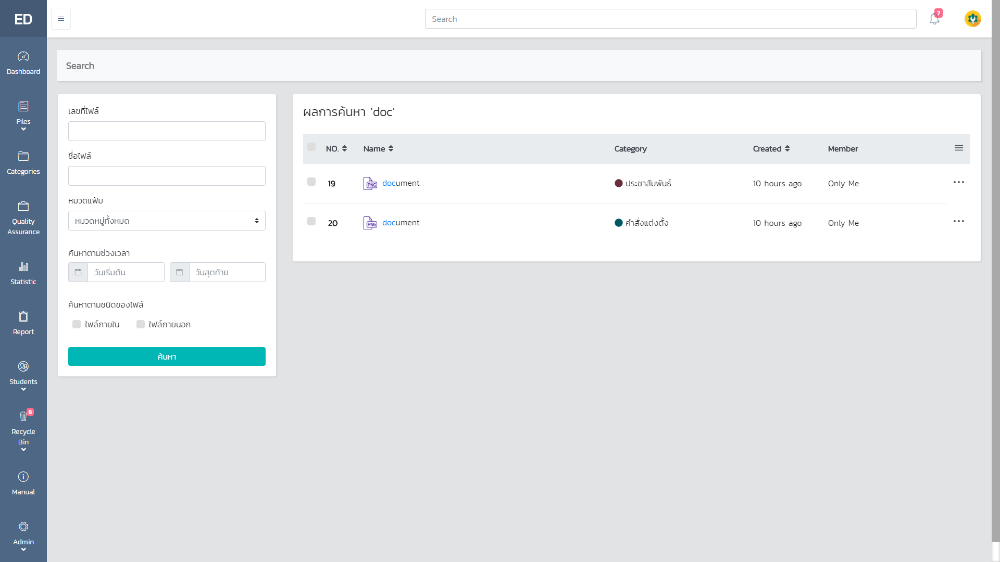 ED
Search
7
Dashboard
Files
Categories
Quality
Assurance
Statistic
Report
Students
8
Recycle
Bin
Manual
Admin
Search
เลขที่ไฟล์
ชื่อไฟล์
หมวดแฟ้ม
หมวดหมู่ทั้งหมด
ค้นหาตามช่วงเวลา
วันเริ่มต้น วันสุดท้าย
ค้นหาตามชนิดของไฟล์
ไฟล์ภายใน ไฟล์ภายนอก
ค้นหา
ผลการค้นหา 'doc'
NO. Name Category Created Member
19 PNG document ประชาสัมพันธ์ 10 hours ago Only Me
20 PNG document คำสั่งแต่งตั้ง 10 hours ago Only Me